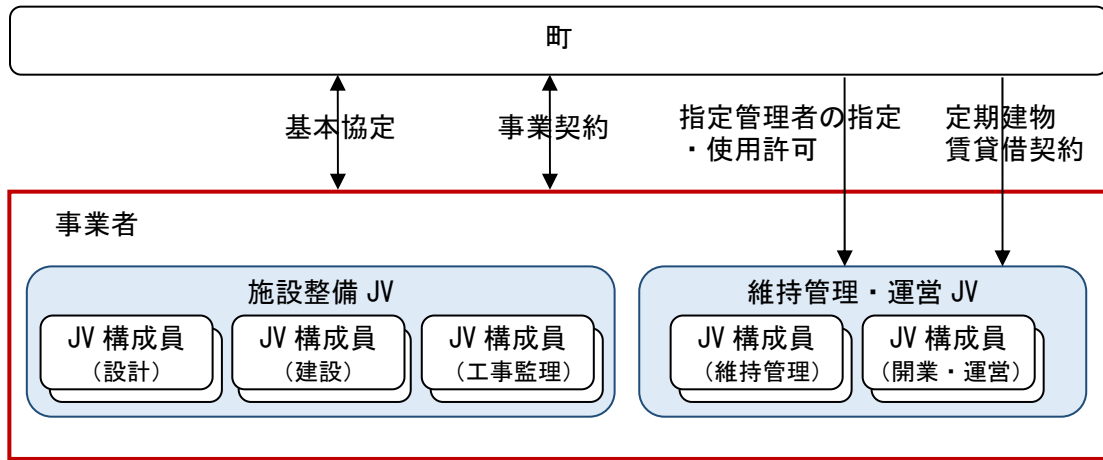 町
基本協定
事業契約
指定管理者の指定
・使用許可
定期建物
賃貸借契約
事業者
施設整備 JV
JV 構成員
（設計）
JV 構成員
（建設）
JV 構成員
（工事監理）
維持管理・運営 JV
JV 構成員
（維持管理）
JV 構成員
（開業・運営）